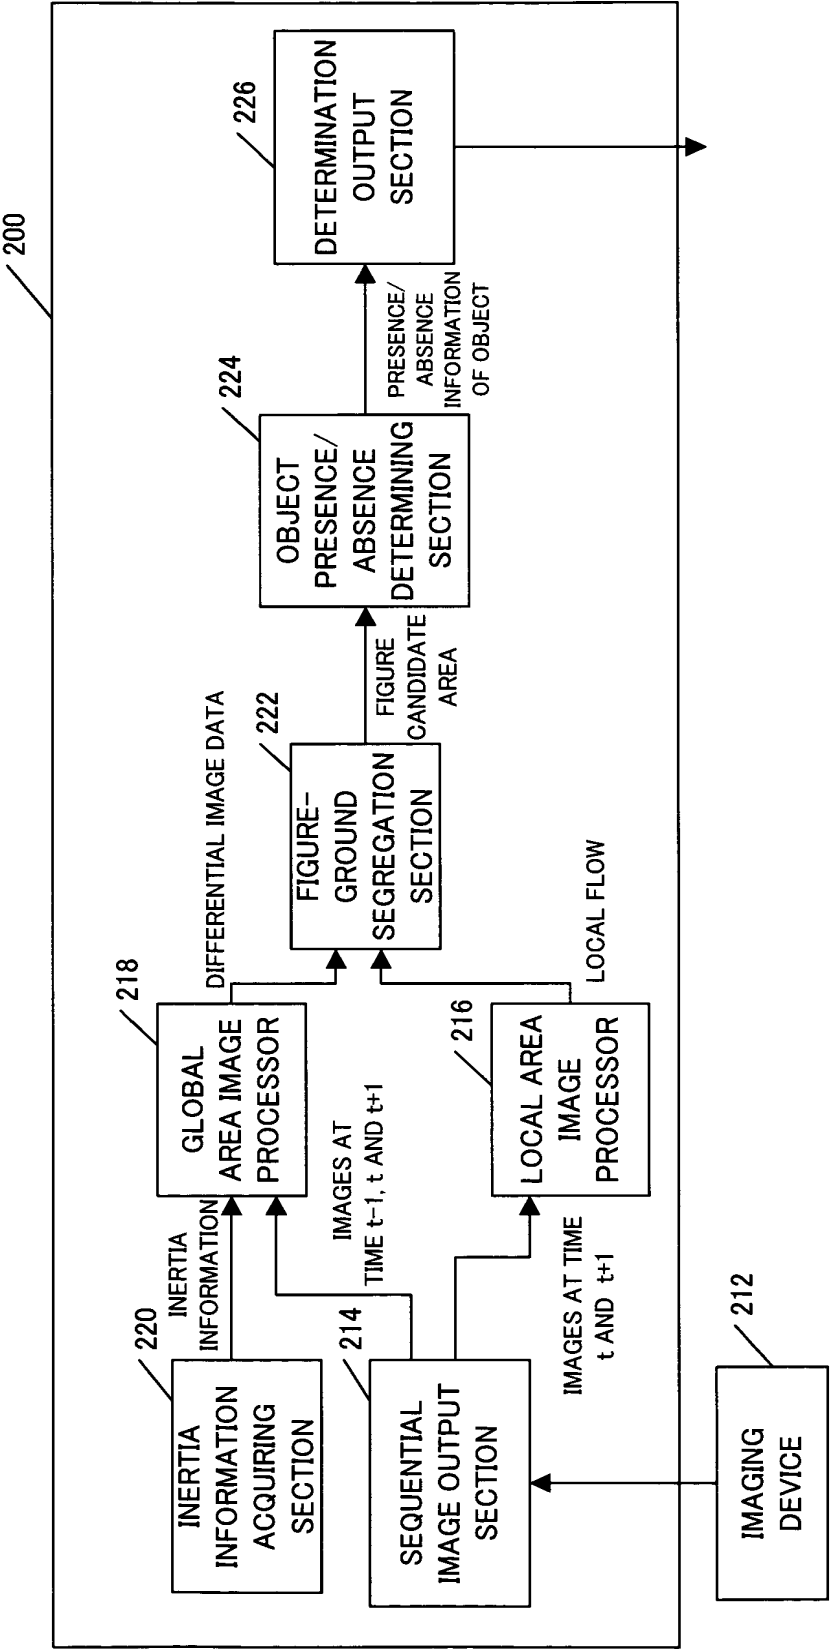 200
INERTIA
INFORMATION
ACQUIRING
SECTION
220
INERTIA
INFORMATION
SEQUENTIAL
IMAGE OUTPUT
SECTION
214
IMAGES AT
TIME t-1, t AND t+1
IMAGES AT TIME
t AND t+1
IMAGING
DEVICE
212
GLOBAL
AREA IMAGE
PROCESSOR
218
DIFFERENTIAL IMAGE DATA
LOCAL AREA
IMAGE
PROCESSOR
216
LOCAL FLOW
FIGURE-
GROUND
SEGREGATION
SECTION
222
FIGURE
CANDIDATE
AREA
OBJECT
PRESENCE/
ABSENCE
DETERMINING
SECTION
224
PRESENCE/
ABSENCE
INFORMATION
OF OBJECT
DETERMINATION
OUTPUT
SECTION
226